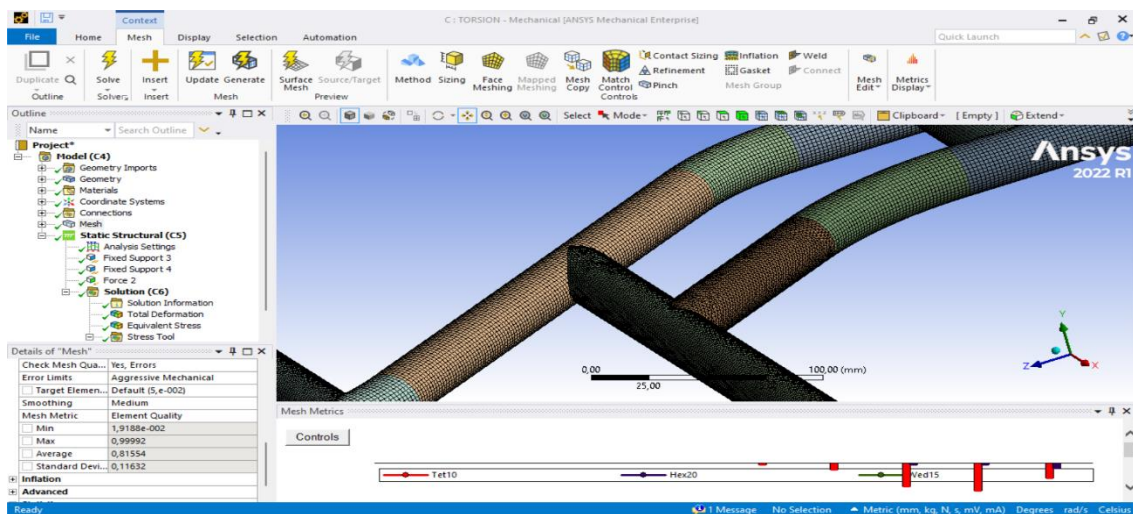 Context
C : TORSION - Mechanical [ANSYS Mechanical Enterprise]
File Home Mesh Display Selection Automation
Quick Launch
Duplicate Solve Insert Update Generate Surface Mesh Source/Target Method Sizing Face Meshing Mapped Meshing Mesh Copy Match Control
Contact Sizing Inflation Weld
Refinement Gasket Connect
Pinch Mesh Group
Mesh Edit Metrics Display
Outline Solver Insert Mesh Preview Controls
Outline
Select Mode Clipboard [ Empty ] Extend
Name Search Outline
Project*
Model (C4)
Geometry Imports
Geometry
Materials
Coordinate Systems
Connections
Mesh
Static Structural (C5)
Analysis Settings
Fixed Support 3
Fixed Support 4
Force 2
Solution (C6)
Solution Information
Total Deformation
Equivalent Stress
Stress Tool
Ansys
2022 R1
Y
Z
X
0,00
100,00 (mm)
25,00
Details of "Mesh"
Check Mesh Qua... Yes, Errors
Error Limits Aggressive Mechanical
Target Elemen... Default (5,e-002)
Smoothing Medium
Mesh Metric Element Quality
Min 1,9188e-002
Max 0,99992
Average 0,81554
Standard Devi... 0,11632
Inflation
Advanced
Mesh Metrics
Controls
Tet10 Hex20 Wed15
Ready
1 Message No Selection Metric (mm, kg, N, s, mV, mA) Degrees rad/s Celsius